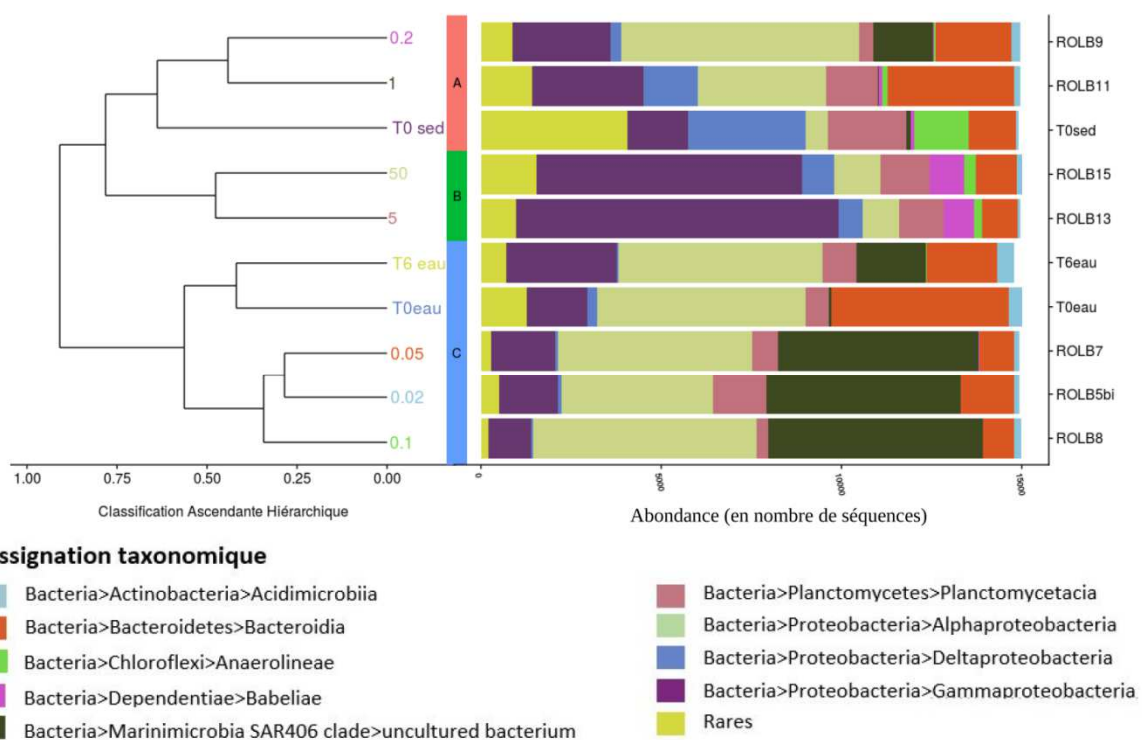 0.2
A
ROLB9
1
ROLB11
T0 sed
T0sed
50
B
ROLB15
5
ROLB13
T6 eau
T6eau
T0eau
T0eau
0.05
C
ROLB7
0.02
ROLB5bi
0.1
ROLB8
1.00 0.75 0.50 0.25 0.00
0 5000 10000 15000
Classification Ascendante Hiérarchique
Abondance (en nombre de séquences)
ssignation taxonomique
Bacteria>Actinobacteria>Acidimicrobiia
Bacteria>Bacteroidetes>Bacteroidia
Bacteria>Chloroflexi>Anaerolineae
Bacteria>Dependentiae>Babeliae
Bacteria>Marinimicrobia SAR406 clade>uncultured bacterium
Bacteria>Planctomycetes>Planctomycetacia
Bacteria>Proteobacteria>Alphaproteobacteria
Bacteria>Proteobacteria>Deltaproteobacteria
Bacteria>Proteobacteria>Gammaproteobacteria
Rares